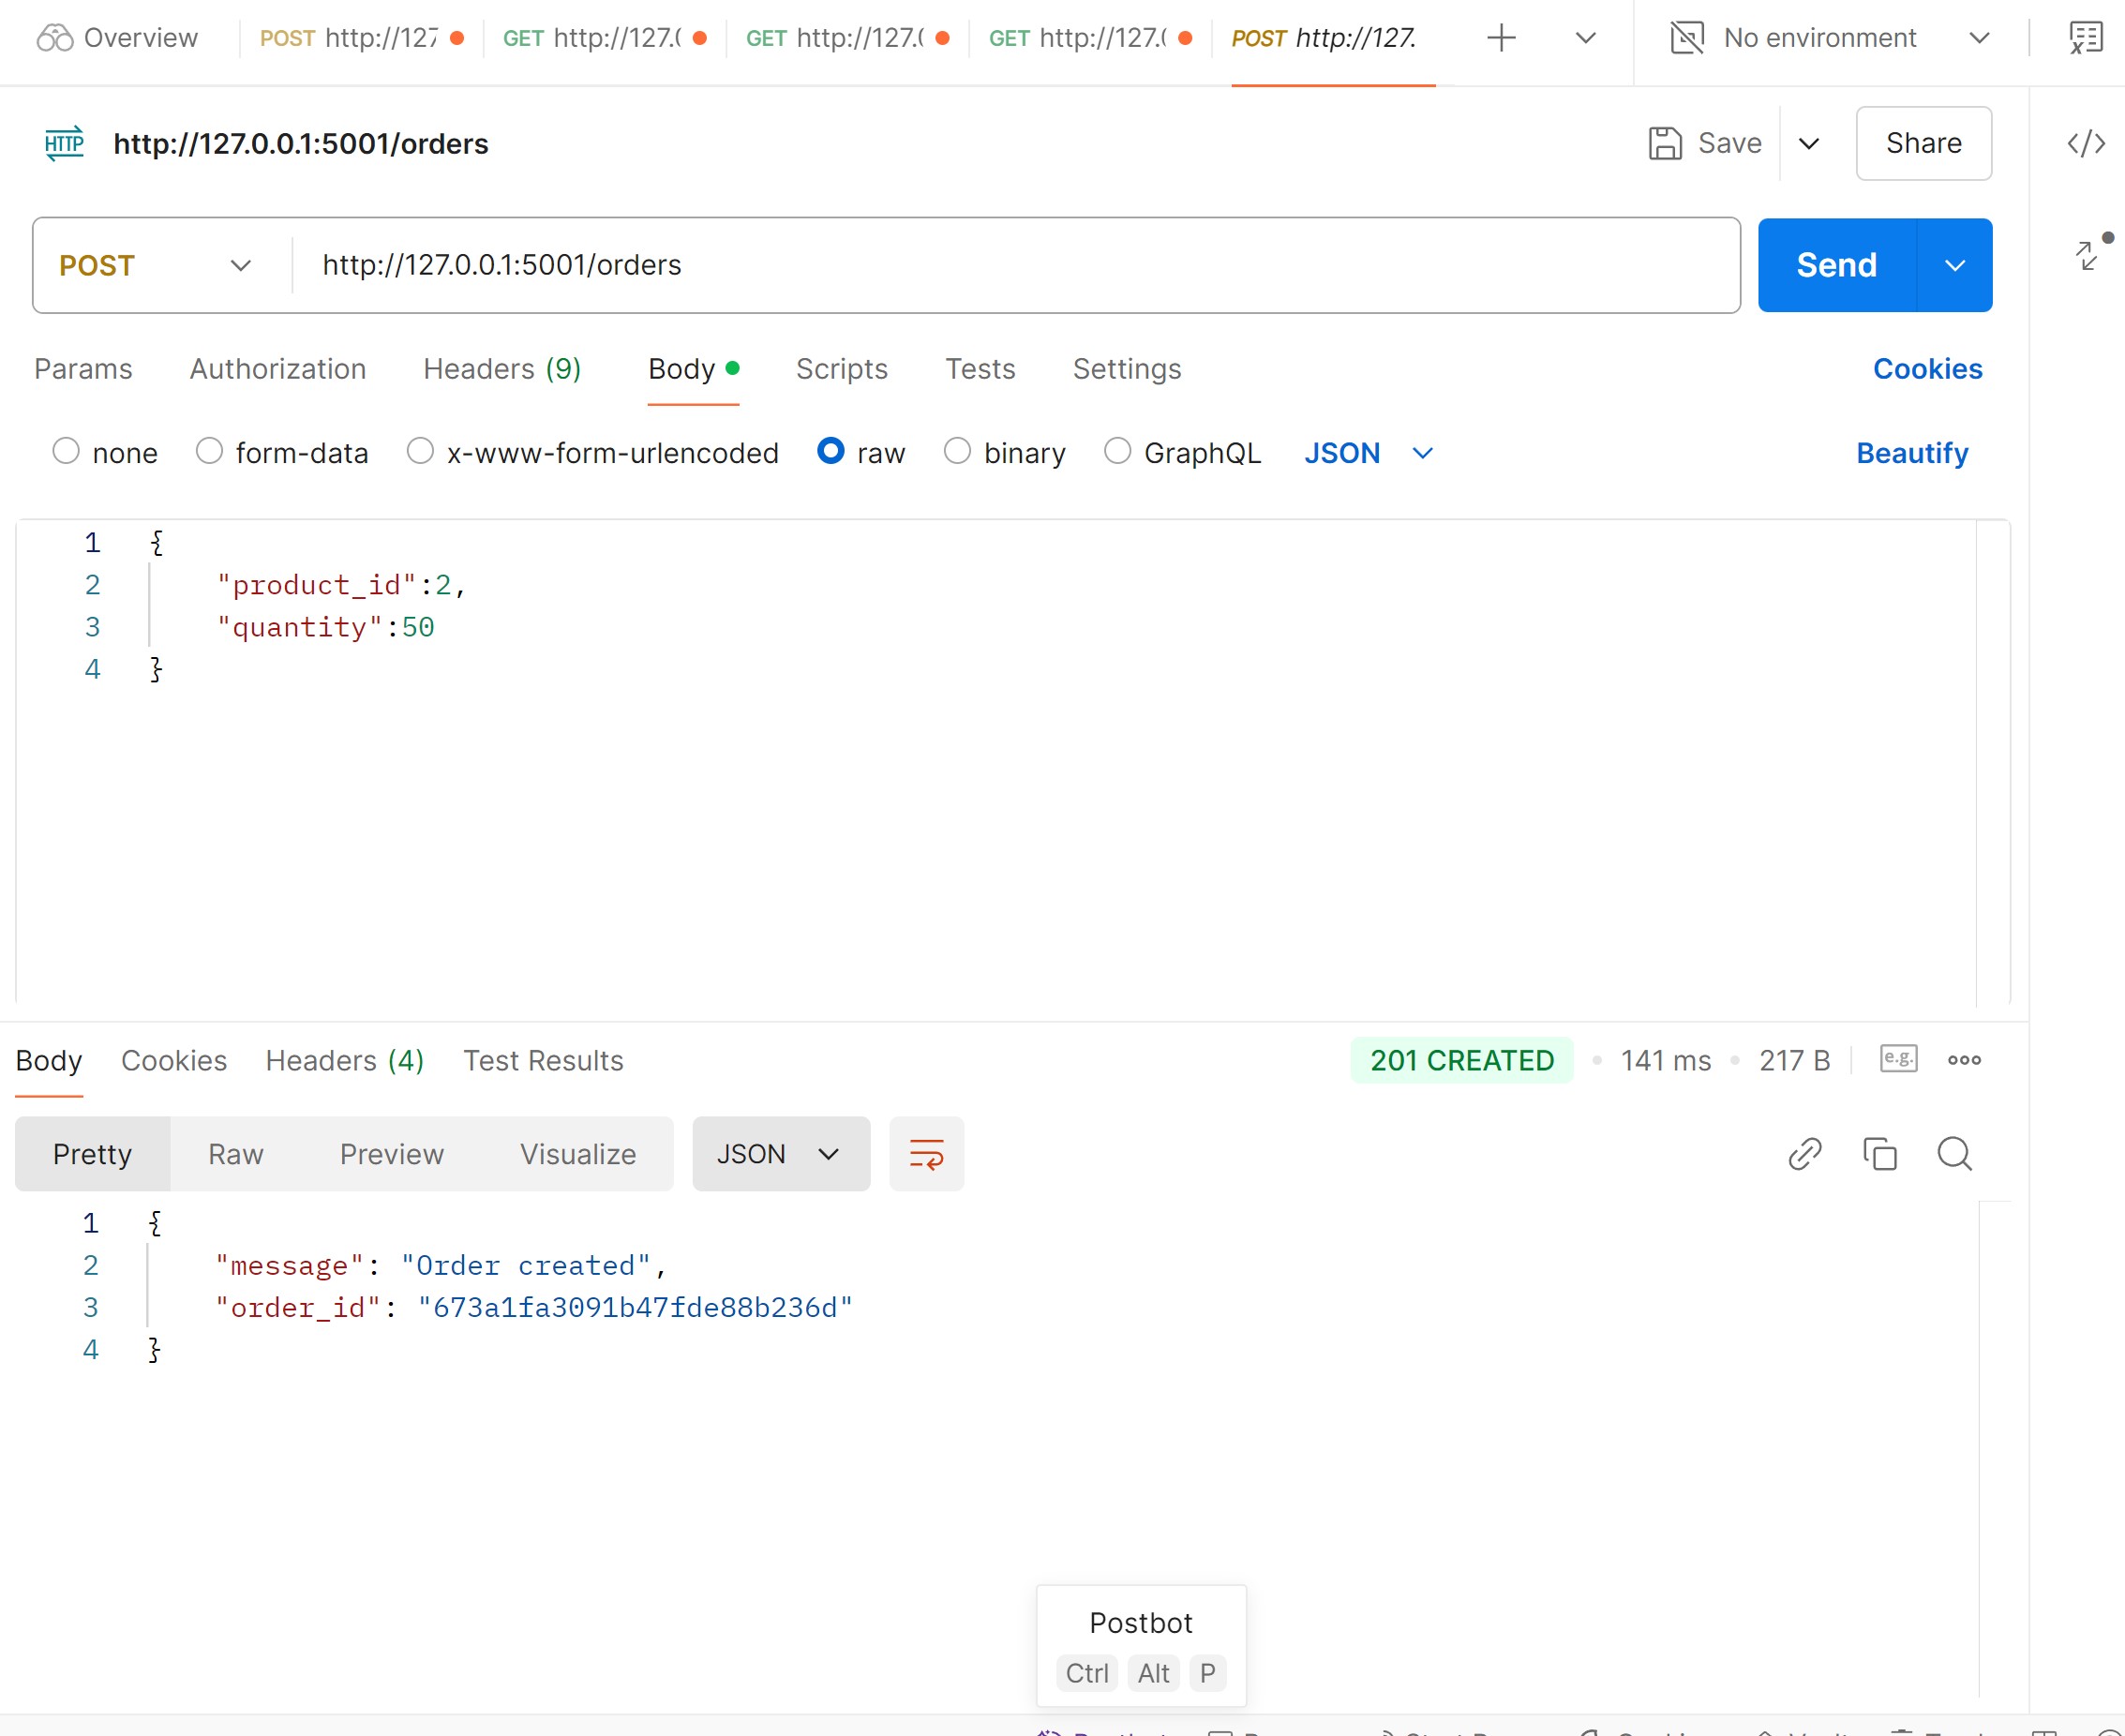 Overview POST http://127 GET http://127.( GET http://127.( GET http://127.( POST http://127. No environment
HTTP http://127.0.0.1:5001/orders Save Share
POST http://127.0.0.1:5001/orders Send
Params Authorization Headers (9) Body Scripts Tests Settings Cookies
none form-data x-www-form-urlencoded raw binary GraphQL JSON Beautify
1 {
2 "product_id":2,
3 "quantity":50
4 }
Body Cookies Headers (4) Test Results 201 CREATED 141 ms 217 B e.g.
Pretty Raw Preview Visualize JSON
1 {
2 "message": "Order created",
3 "order_id": "673a1fa3091b47fde88b236d"
4 }
Postbot
Ctrl Alt P